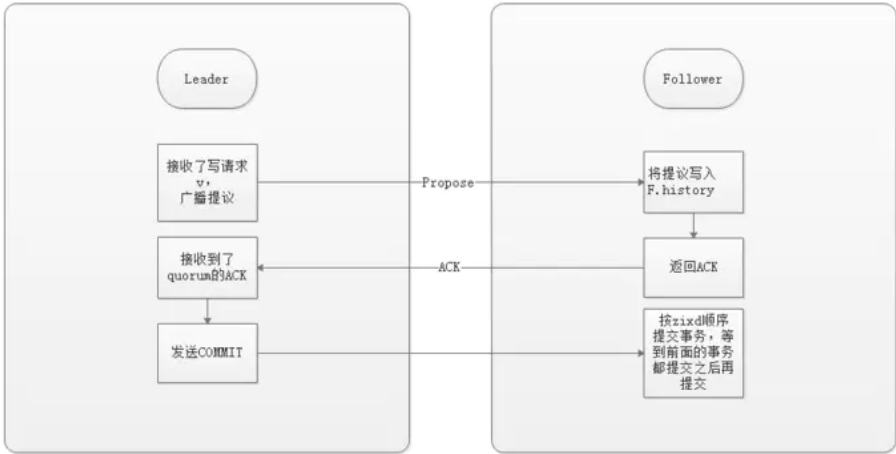 Leader
Follower
接收了写请求
v,
广播提议
Propose
将提议写入
F.history
接收到了
quorum的ACK
ACK
返回ACK
发送COMMIT
按zixd顺序
提交事务，等
到前面的事务
都提交之后再
提交